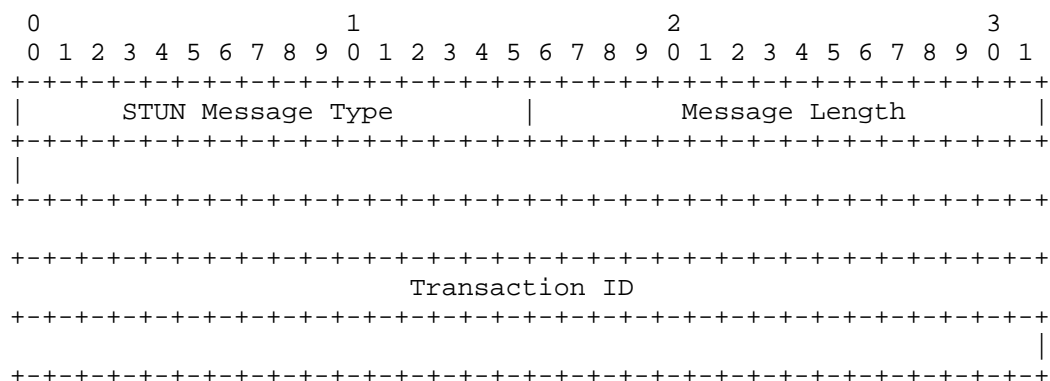 0                   1                   2                   3
 0 1 2 3 4 5 6 7 8 9 0 1 2 3 4 5 6 7 8 9 0 1 2 3 4 5 6 7 8 9 0 1
+-+-+-+-+-+-+-+-+-+-+-+-+-+-+-+-+-+-+-+-+-+-+-+-+-+-+-+-+-+-+-+-+
|      STUN Message Type        |         Message Length        |
+-+-+-+-+-+-+-+-+-+-+-+-+-+-+-+-+-+-+-+-+-+-+-+-+-+-+-+-+-+-+-+-+
|
+-+-+-+-+-+-+-+-+-+-+-+-+-+-+-+-+-+-+-+-+-+-+-+-+-+-+-+-+-+-+-+-+

+-+-+-+-+-+-+-+-+-+-+-+-+-+-+-+-+-+-+-+-+-+-+-+-+-+-+-+-+-+-+-+-+
                         Transaction ID
+-+-+-+-+-+-+-+-+-+-+-+-+-+-+-+-+-+-+-+-+-+-+-+-+-+-+-+-+-+-+-+-+
                                                                |
+-+-+-+-+-+-+-+-+-+-+-+-+-+-+-+-+-+-+-+-+-+-+-+-+-+-+-+-+-+-+-+-+